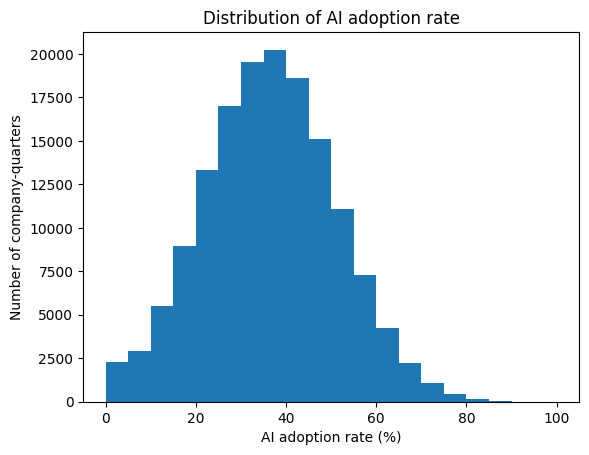 Distribution of AI adoption rate
20000
17500
15000
12500
10000
7500
5000
2500
0
Number of company-quarters
0 20 40 60 80 100
AI adoption rate (%)